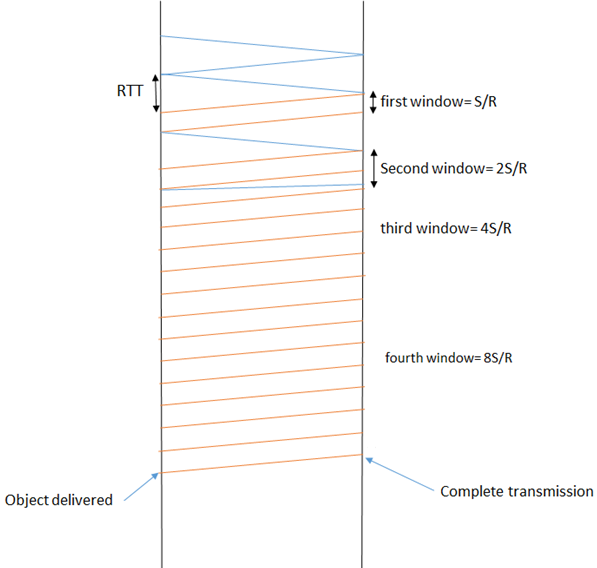 RTT
first window= S/R
Second window= 2S/R
third window= 4S/R
fourth window= 8S/R
Complete transmission
Object delivered